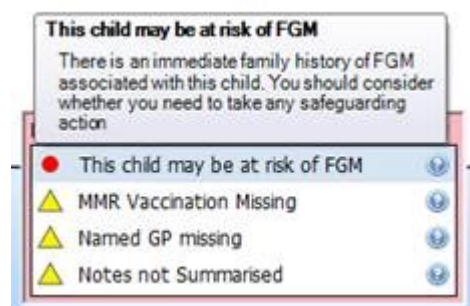 This child may be at risk of FGM
There is an immediate family history of FGM
associated with this child. You should consider
whether you need to take any safeguarding
action
This child may be at risk of FGM
MMR Vaccination Missing
Named GP missing
Notes not Summarised